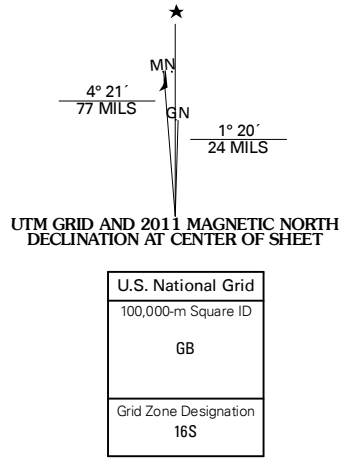 ★
MN
4° 21´
77 MILS
GN
1° 20´
24 MILS
UTM GRID AND 2011 MAGNETIC NORTH
DECLINATION AT CENTER OF SHEET
U.S. National Grid
100,000-m Square ID
GB
Grid Zone Designation
16S